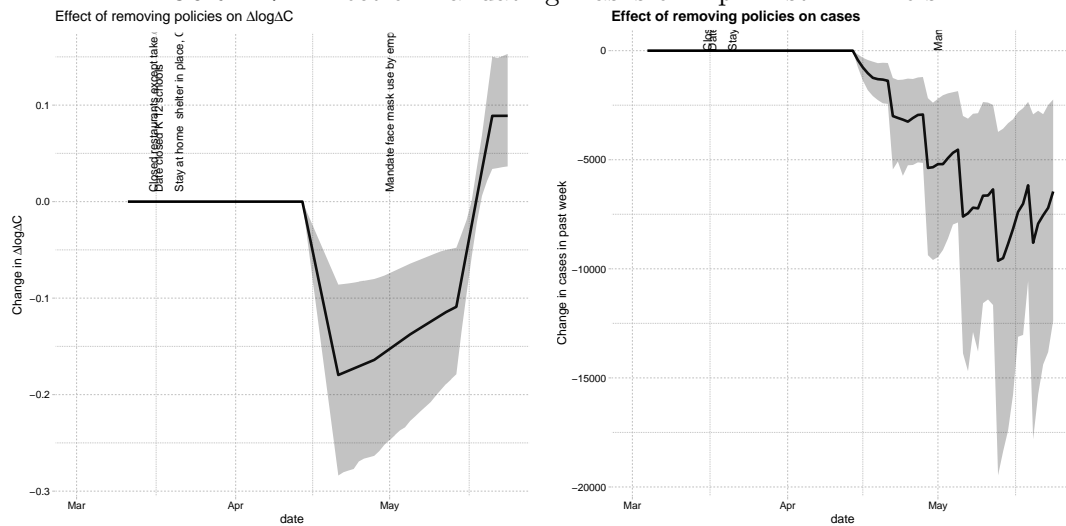 Effect of removing policies on ΔlogΔC
Closed restaurants except take
Date closed K 12 schools
Stay at home shelter in place, C
Mandate face mask use by emp
Change in ΔlogΔC
0.1
0.0
−0.1
−0.2
−0.3
Mar
Apr
May
date
Effect of removing policies on cases
Stay
Man
Change in cases in past week
0
−5000
−10000
−15000
−20000
Mar
Apr
May
date